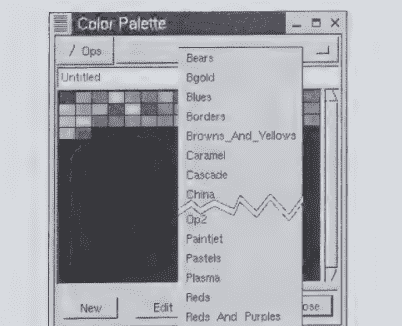 Color Palette
/ Ops
Untitled
Bears
Bgold
Blues
Borders
Browns_And_Yellows
Caramel
Cascade
China
Op2
Paintjet
Pastels
Plasma
Reds
Reds_And_Purples
New
Edit
ose